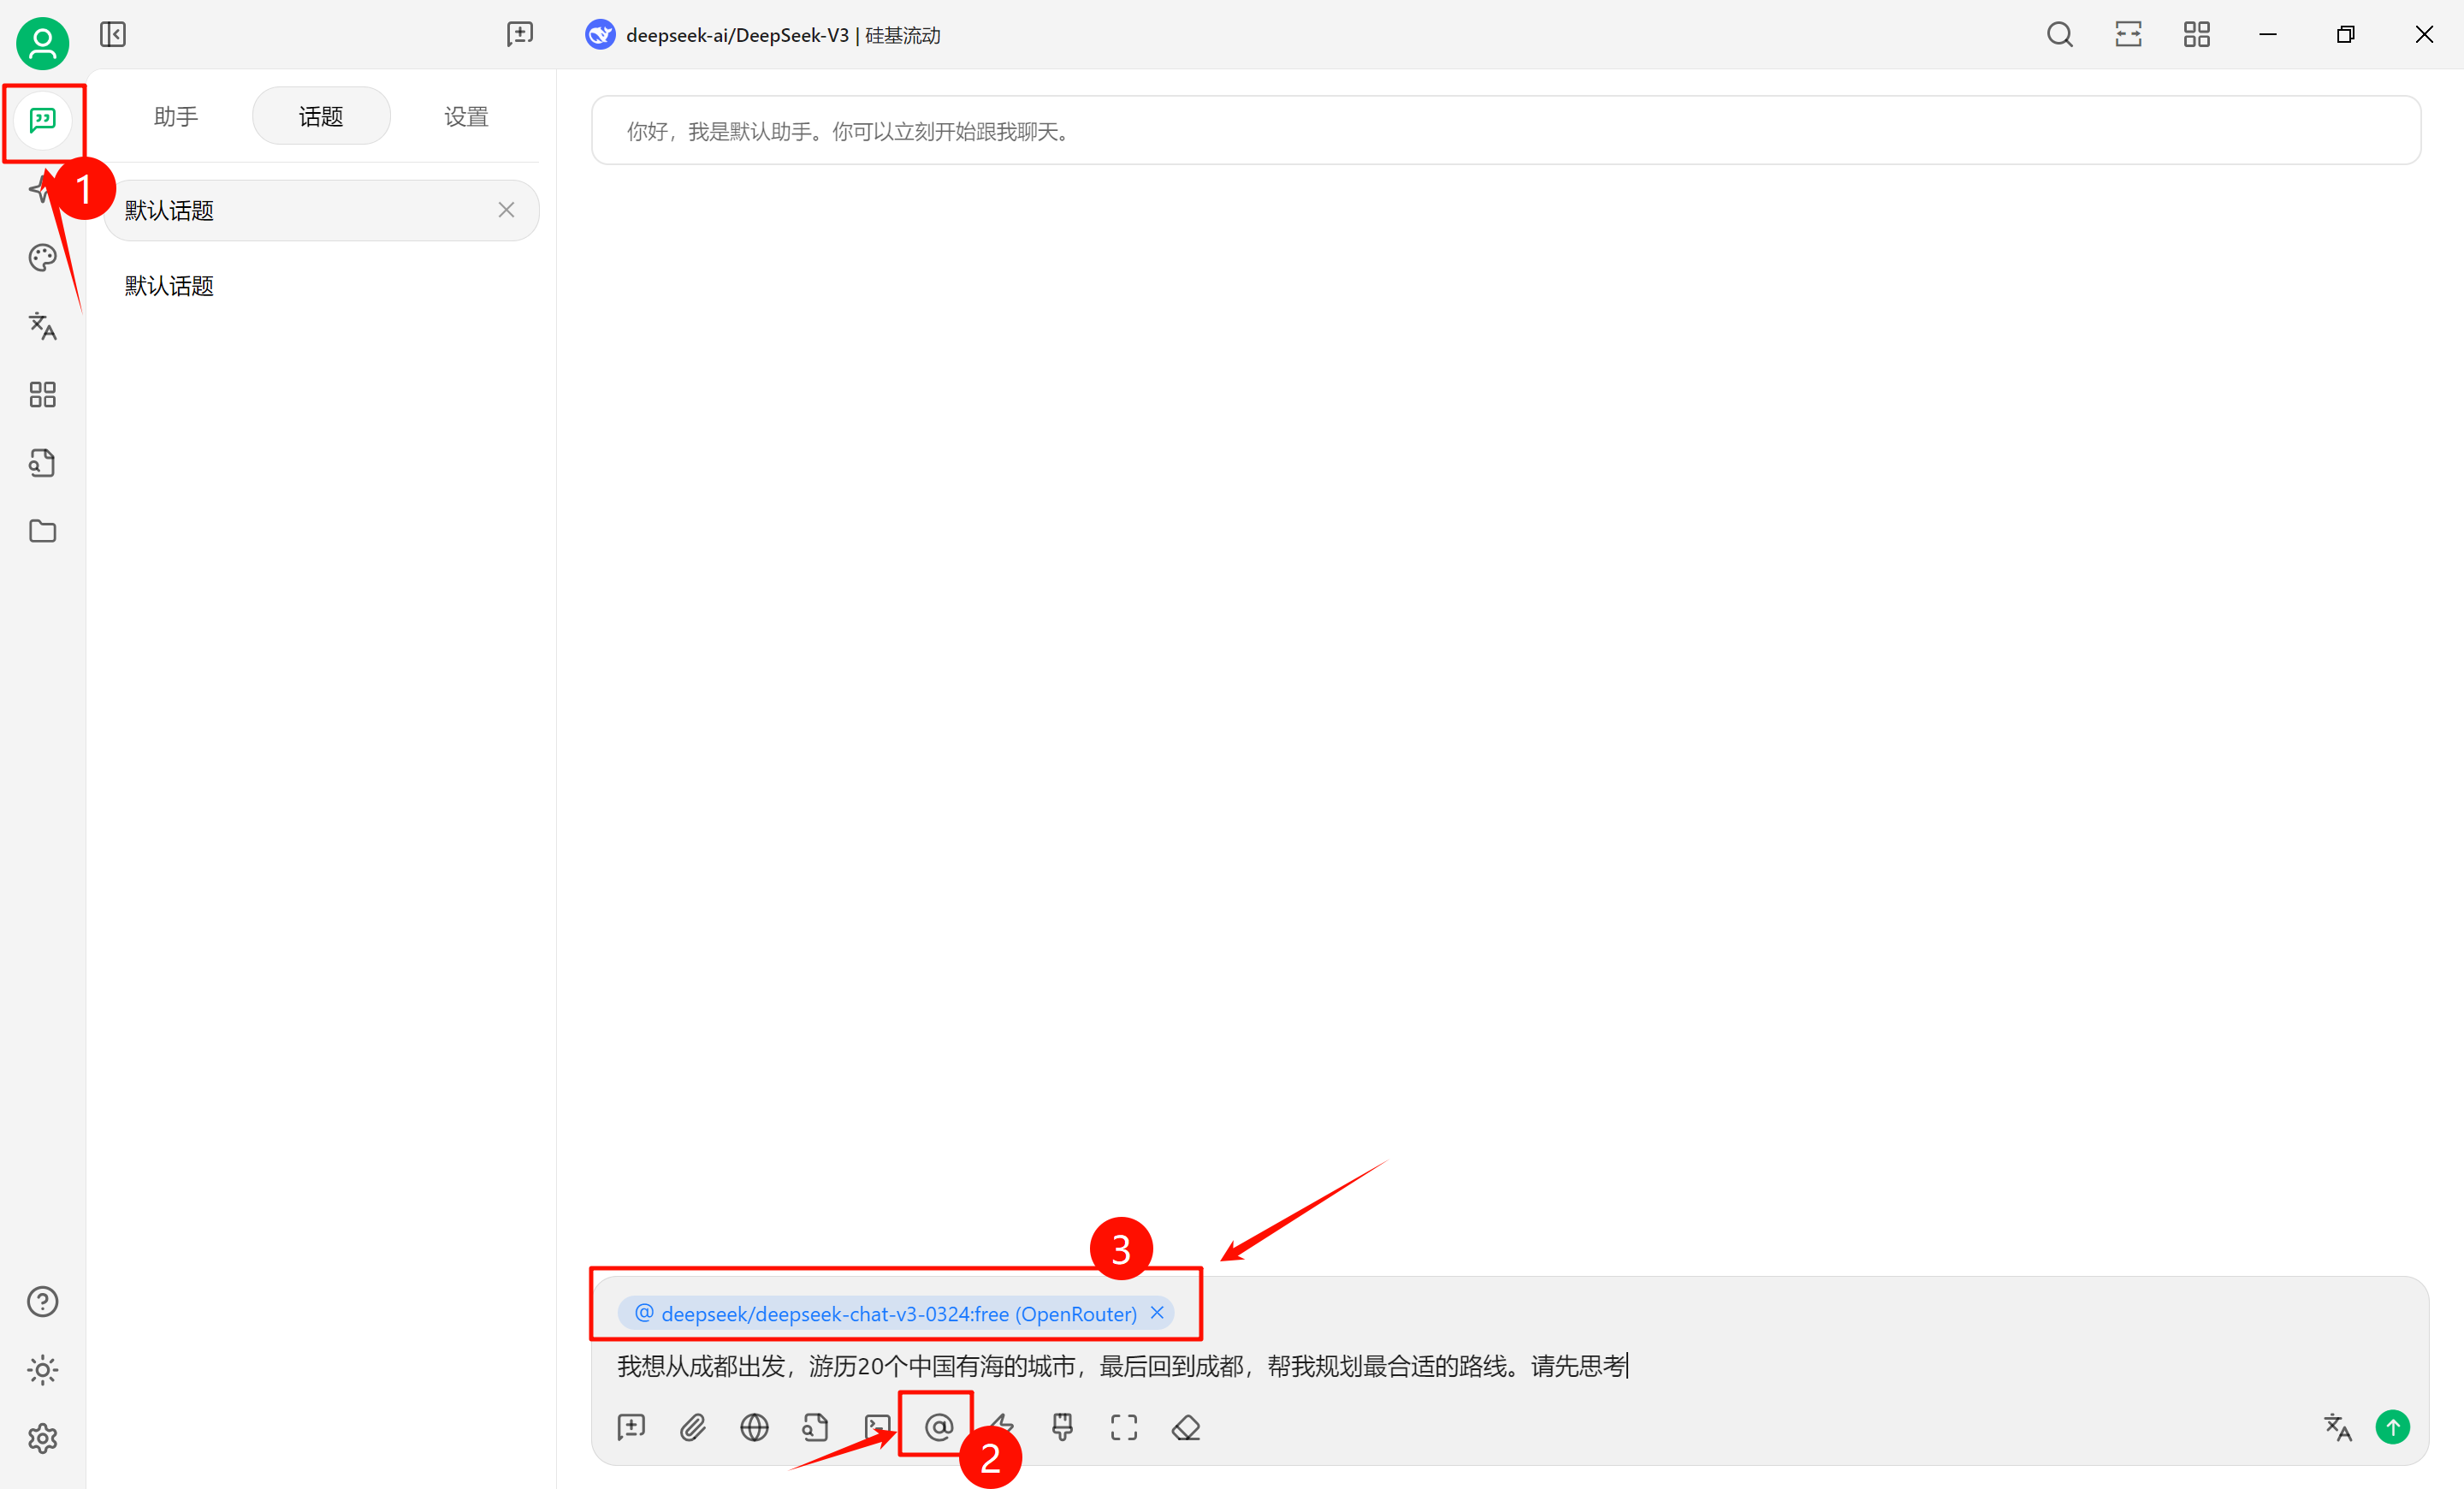 deepseek-ai/DeepSeek-V3 | 硅基流动
助手
话题
设置
你好，我是默认助手。你可以立刻开始跟我聊天。
1
默认话题
默认话题
3
@ deepseek/deepseek-chat-v3-0324:free (OpenRouter)
我想从成都出发，游历20个中国有海的城市，最后回到成都，帮我规划最合适的路线。请先思考
2